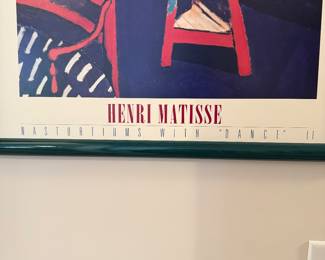 HENRI MATISSE
NASTURTIUMS WITH "DANCE" II